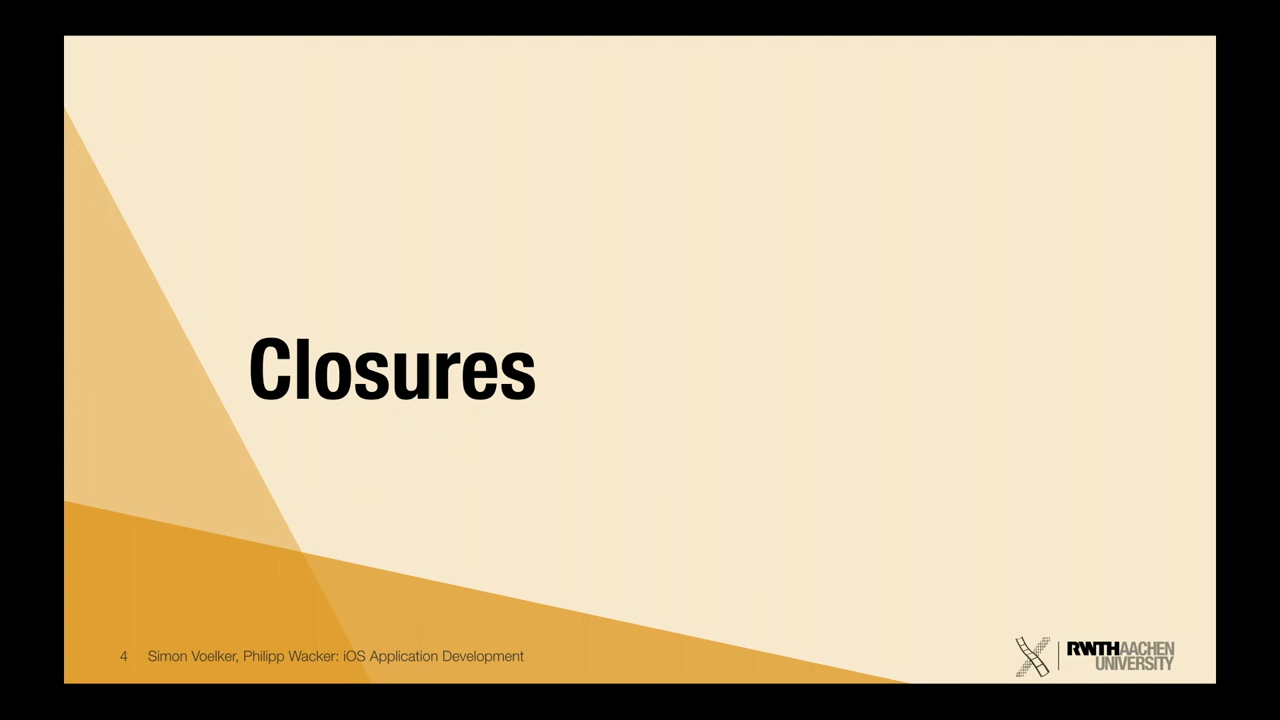 Closures
4 Simon Voelker, Philipp Wacker: iOS Application Development
RWTHAACHEN
UNIVERSITY